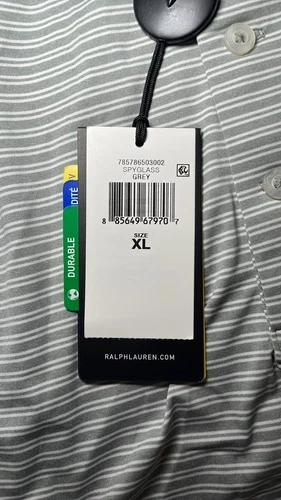 785786503002
SPYGLASS
GREY
8 85649 67970 7
SIZE
XL
V
DITÉ
DURABLE
RALPHLAUREN.COM